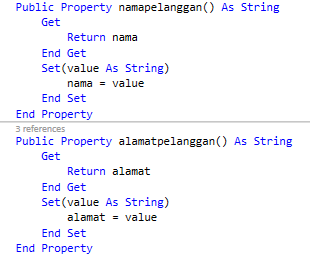 Public Property namapelanggan() As String
Get
Return nama
End Get
Set(value As String)
nama = value
End Set
End Property
3 references
Public Property alamatpelanggan() As String
Get
Return alamat
End Get
Set(value As String)
alamat = value
End Set
End Property